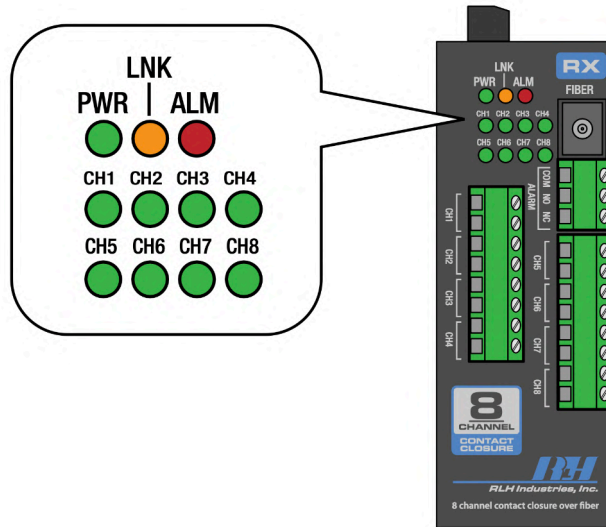 LNK
PWR ALM
CH1 CH2 CH3 CH4
CH5 CH6 CH7 CH8
RX
LNK
PWR ALM
FIBER
CH1 CH2 CH3 CH4
CH5 CH6 CH7 CH8
ALARM
COM NO NC
CH1
CH2
CH3
CH4
CH5
CH6
CH7
CH8
8
CHANNEL
CONTACT
CLOSURE
RLH
RLH Industries, Inc.
8 channel contact closure over fiber